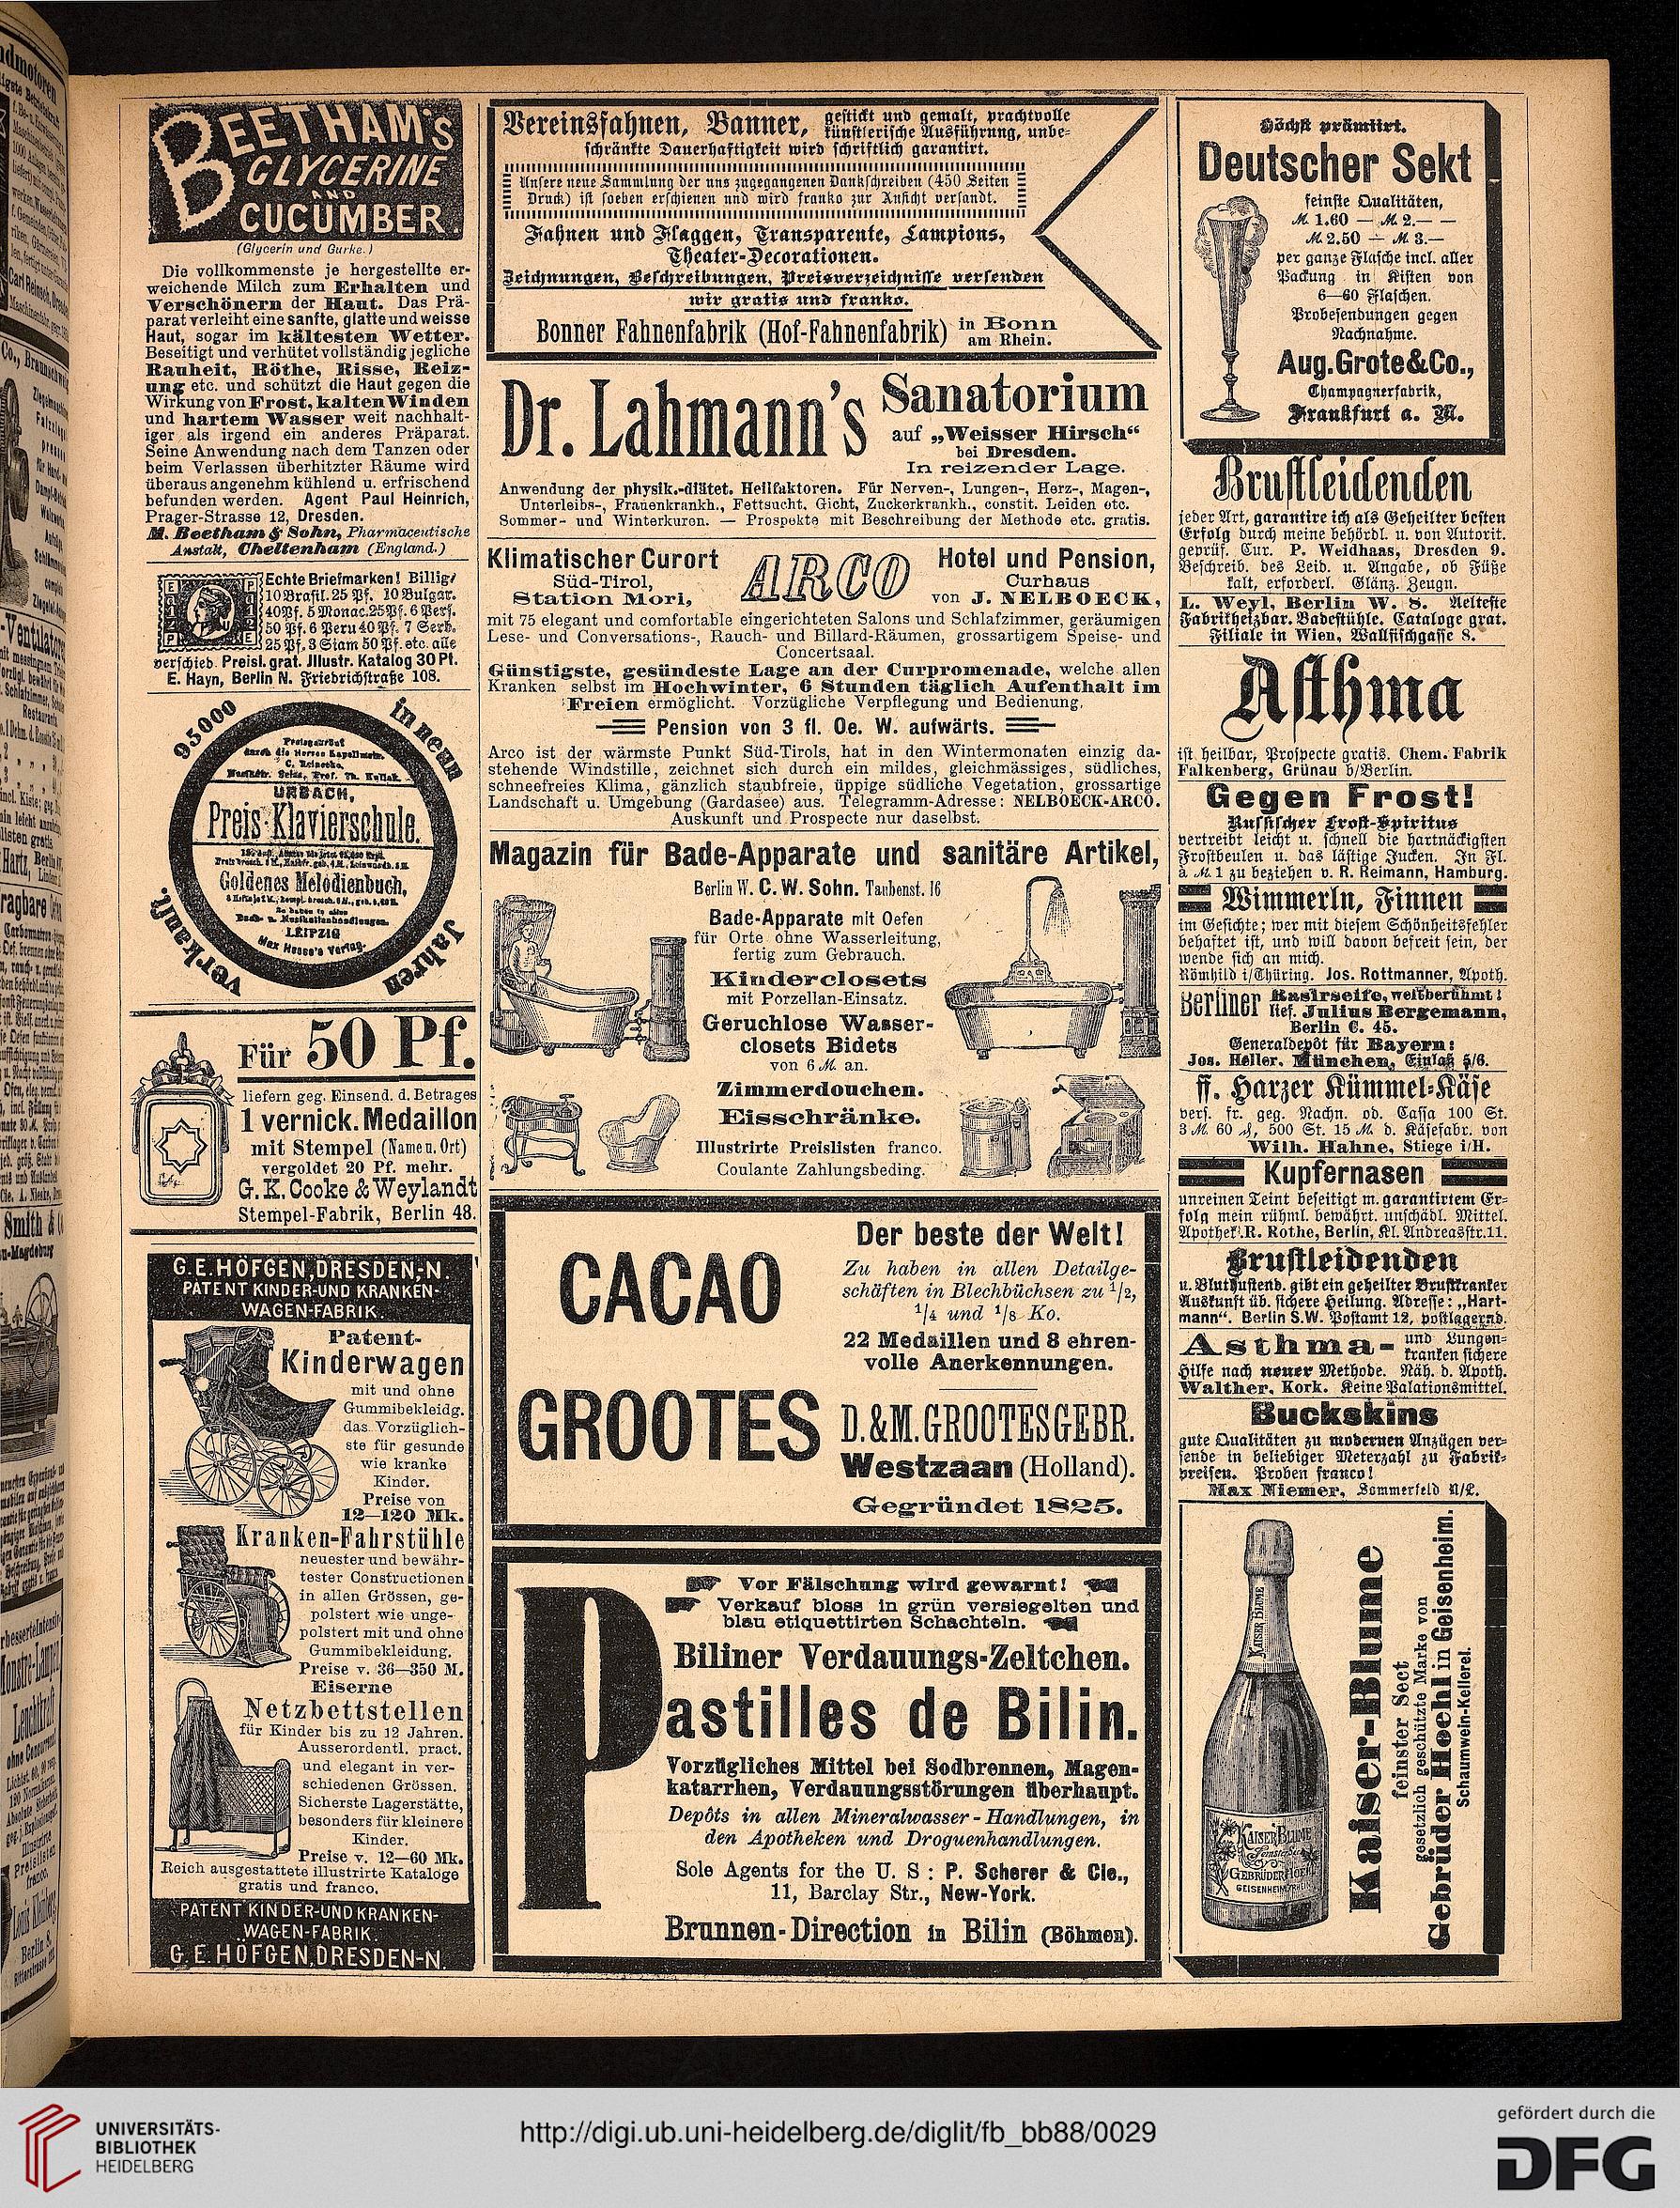 BEETHAM'S
GLYCERINE
AND
CUCUMBER.
(Glycerin und Gurke.)
Die vollkommenste je hergestellte er-
weichende Milch zum Erhalten und
Verschönern der Haut. Das Prä-
parat verleiht eine sanfte, glatte und weisse
Haut, sogar im kältesten Wetter.
Beseitigt und verhütet vollständig jegliche
Rauheit, Röthe, Risse, Reiz-
ung etc. und schützt die Haut gegen die
Wirkung von Frost, kalten Winden
und hartem Wasser weit nachhalt-
iger als irgend ein anderes Präparat.
Seine Anwendung nach dem Tanzen oder
beim Verlassen überhitzter Räume wird
überaus angenehm kühlend u. erfrischend
befunden werden. Agent Paul Heinrich,
Prager-Strasse 12, Dresden.
M. Beetham & Sohn, Pharmaceutische
Anstalt, Cheltenham (England.)
Echte Briefmarken! Billig!
10 Brasil. 25 Pf. 10 Bulgar.
40 Pf. 5 Monac. 25 Pf. 6 Pers.
50 Pf. 6 Peru 40 Pf. 7 Serb.
25 Pf. 3 Siam 50 Pf. etc. alle
verschied. Preisl. grat. Illustr. Katalog 30 Pf.
E. Hayn, Berlin N. Friedrichstraße 108.
95000
in neun
Jahren
verkauft.
Preisgekrönt
durch die Herren Kapellmstr.
C. Reinecke,
Musikdir. Seiss, Prof. Th. Kullak.
URBACH,
Preis-Klavierschule.
Goldenes Melodienbuch,
Zu haben in allen
Buch- u. Musikalienhandlungen.
LEIPZIG
Max Hesse's Verlag.
Für 50 Pf.
liefern geg. Einsend. d. Betrages
1 vernick. Medaillon
mit Stempel (Name u. Ort)
vergoldet 20 Pf. mehr.
G. K. Cooke & Weylandt
Stempel-Fabrik, Berlin 48.
G. E. HÖFGEN, DRESDEN-N.
PATENT KINDER-UND KRANKEN-
WAGEN-FABRIK.
Patent-
Kinderwagen
mit und ohne
Gummibekleidg.
das Vorzüglich-
ste für gesunde
wie kranke
Kinder.
Preise von
12—120 Mk.
Kranken-Fahrstühle
neuester und bewähr-
tester Constructionen
in allen Grössen, ge-
polstert wie unge-
polstert mit und ohne
Gummibekleidung.
Preise v. 36—350 M.
Eiserne
Netzbettstellen
für Kinder bis zu 12 Jahren.
Ausserordentl. pract.
und elegant in ver-
schiedenen Grössen.
Sicherste Lagerstätte,
besonders für kleinere
Kinder.
Preise v. 12—60 Mk.
Reich ausgestattete illustrirte Kataloge
gratis und franco.
PATENT KINDER-UND KRANKEN-
WAGEN-FABRIK.
G. E. HÖFGEN, DRESDEN-N.
Vereinsfahnen, Banner, gestickt und gemalt, prachtvolle
künstlerische Ausführung, unbe-
schränkte Dauerhaftigkeit wird schriftlich garantirt.
Unsere neue Sammlung der uns zugegangenen Dankschreiben (450 Seiten
Druck) ist soeben erschienen und wird franko zur Ansicht versandt.
Fahnen und Flaggen, Transparente, Lampions,
Theater-Decorationen.
Zeichnungen, Beschreibungen, Preisverzeichnisse versenden
wir gratis und franko.
Bonner Fahnenfabrik (Hof-Fahnenfabrik) in Bonn
am Rhein.
Dr. Lahmann's Sanatorium
auf „Weisser Hirsch“
bei Dresden.
In reizender Lage.
Anwendung der physik.-diätet. Heilfaktoren. Für Nerven-, Lungen-, Herz-, Magen-,
Unterleibs-, Frauenkrankh., Fettsucht, Gicht, Zuckerkrankh., constit. Leiden etc.
Sommer- und Winterkuren. — Prospekte mit Beschreibung der Methode etc. gratis.
Klimatischer Curort
Süd-Tirol,
Station Mori,
ARCO
Hotel und Pension,
Curhaus
von J. NELBOECK,
mit 75 elegant und comfortable eingerichteten Salons und Schlafzimmer, geräumigen
Lese- und Conversations-, Rauch- und Billard-Räumen, grossartigem Speise- und
Concertsaal.
Günstigste, gesündeste Lage an der Curpromenade, welche allen
Kranken selbst im Hochwinter, 6 Stunden täglich Aufenthalt im
Freien ermöglicht. Vorzügliche Verpflegung und Bedienung.
Pension von 3 fl. Oe. W. aufwärts.
Arco ist der wärmste Punkt Süd-Tirols, hat in den Wintermonaten einzig da-
stehende Windstille, zeichnet sich durch ein mildes, gleichmässiges, südliches,
schneefreies Klima, gänzlich staubfreie, üppige südliche Vegetation, grossartige
Landschaft u. Umgebung (Gardasee) aus. Telegramm-Adresse: NELBOECK-ARCO.
Auskunft und Prospecte nur daselbst.
Magazin für Bade-Apparate und sanitäre Artikel,
Berlin W. C. W. Sohn. Taubenst. 16
Bade-Apparate mit Oefen
für Orte ohne Wasserleitung,
fertig zum Gebrauch.
Kinderclosets
mit Porzellan-Einsatz.
Geruchlose Wasser-
closets Bidets
von 6 M. an.
Zimmerdouchen.
Eisschränke.
Illustrirte Preislisten franco.
Coulante Zahlungsbeding.
CACAO
GROOTES
Der beste der Welt!
Zu haben in allen Detailge-
schäften in Blechbüchsen zu 1/2,
1/4 und 1/8 Ko.
22 Medaillen und 8 ehren-
volle Anerkennungen.
D. & M. GROOTES GEBR.
Westzaan (Holland).
Gegründet 1825.
Vor Fälschung wird gewarnt!
Verkauf bloss in grün versiegelten und
blau etiquettirten Schachteln.
Biliner Verdauungs-Zeltchen.
Pastilles de Bilin.
Vorzügliches Mittel bei Sodbrennen, Magen-
katarrhen, Verdauungsstörungen überhaupt.
Depôts in allen Mineralwasser-Handlungen, in
den Apotheken und Droguenhandlungen.
Sole Agents for the U. S : P. Scherer & Cie.,
11, Barclay Str., New-York.
Brunnen-Direction in Bilin (Böhmen).
Höchst prämiirt.
Deutscher Sekt
feinste Qualitäten,
M. 1.60 — M. 2.— —
M. 2.50 — M. 3.—
per ganze Flasche incl. aller
Packung in Kisten von
6—60 Flaschen.
Probesendungen gegen
Nachnahme.
Aug. Grote & Co.,
Champagnerfabrik,
Frankfurt a. M.
Brustleidenden
jeder Art, garantire ich als Geheilter besten
Erfolg durch meine behördl. u. von Autorit.
geprüf. Cur. P. Weidhaas, Dresden 9.
Beschreib. des Leid. u. Angabe, ob Füße
kalt, erforderl. Glänz. Zeugn.
L. Weyl, Berlin W. 8. Aelteste
Fabrik heizbar. Badestühle. Cataloge grat.
Filiale in Wien, Wallfischgasse 8.
Asthma
ist heilbar, Prospecte gratis. Chem. Fabrik
Falkenberg, Grünau b/Berlin.
Gegen Frost!
Russischer Frost-Spiritus
vertreibt leicht u. schnell die hartnäckigsten
Frostbeulen u. das lästige Jucken. In Fl.
à M. 1 zu beziehen v. R. Reimann, Hamburg.
Wimmerln, Finnen
im Gesichte; wer mit diesem Schönheitsfehler
behaftet ist, und will davon befreit sein, der
wende sich an mich.
Römhild i/Thüring. Jos. Rottmanner, Apoth.
Berliner Rasirseife, weltberühmt!
lief. Julius Bergemann,
Berlin C. 45.
Generaldepôt für Bayern:
Jos. Heller, München, Einlaß 5/6.
ff. Harzer Kümmel-Käse
vers. fr. geg. Nachn. od. Cassa 100 St.
3 M. 60 ₰, 500 St. 15 M. d. Käsefabr. von
Wilh. Hahne, Stiege i/H.
Kupfernasen
unreinen Teint beseitigt m. garantirtem Er-
folg mein rühml. bewährt. unschädl. Mittel.
Apothek. R. Rothe, Berlin, Kl. Andreasstr. 11.
Brustleidenden
u. Bluthustend. gibt ein geheilter Brustkranker
Auskunft üb. sichere Heilung. Adresse: „Hart-
mann“. Berlin S.W. Postamt 12, postlagernd.
Asthma- und Lungen-
kranken sichere
Hilfe nach neuer Methode. Näh. d. Apoth.
Walther, Kork. Keine Palationsmittel.
Buckskins
gute Qualitäten zu modernen Anzügen ver-
sende in beliebiger Meterzahl zu Fabrik-
preisen. Proben franco!
Max Niemer, Sommerfeld N/L.
KAISER BLUME
KAISER BLUME
Feinster Sect
GEBRÜDER HOEHL
GEISENHEIM
Kaiser-Blume
feinster Sect
gesetzlich geschützte Marke von
Gebrüder Hoehl in Geisenheim.
Schaumwein-Kellerei.
UNIVERSITÄTS-
BIBLIOTHEK
HEIDELBERG
http://digi.ub.uni-heidelberg.de/diglit/fb_bb88/0029
gefördert durch die
DFG